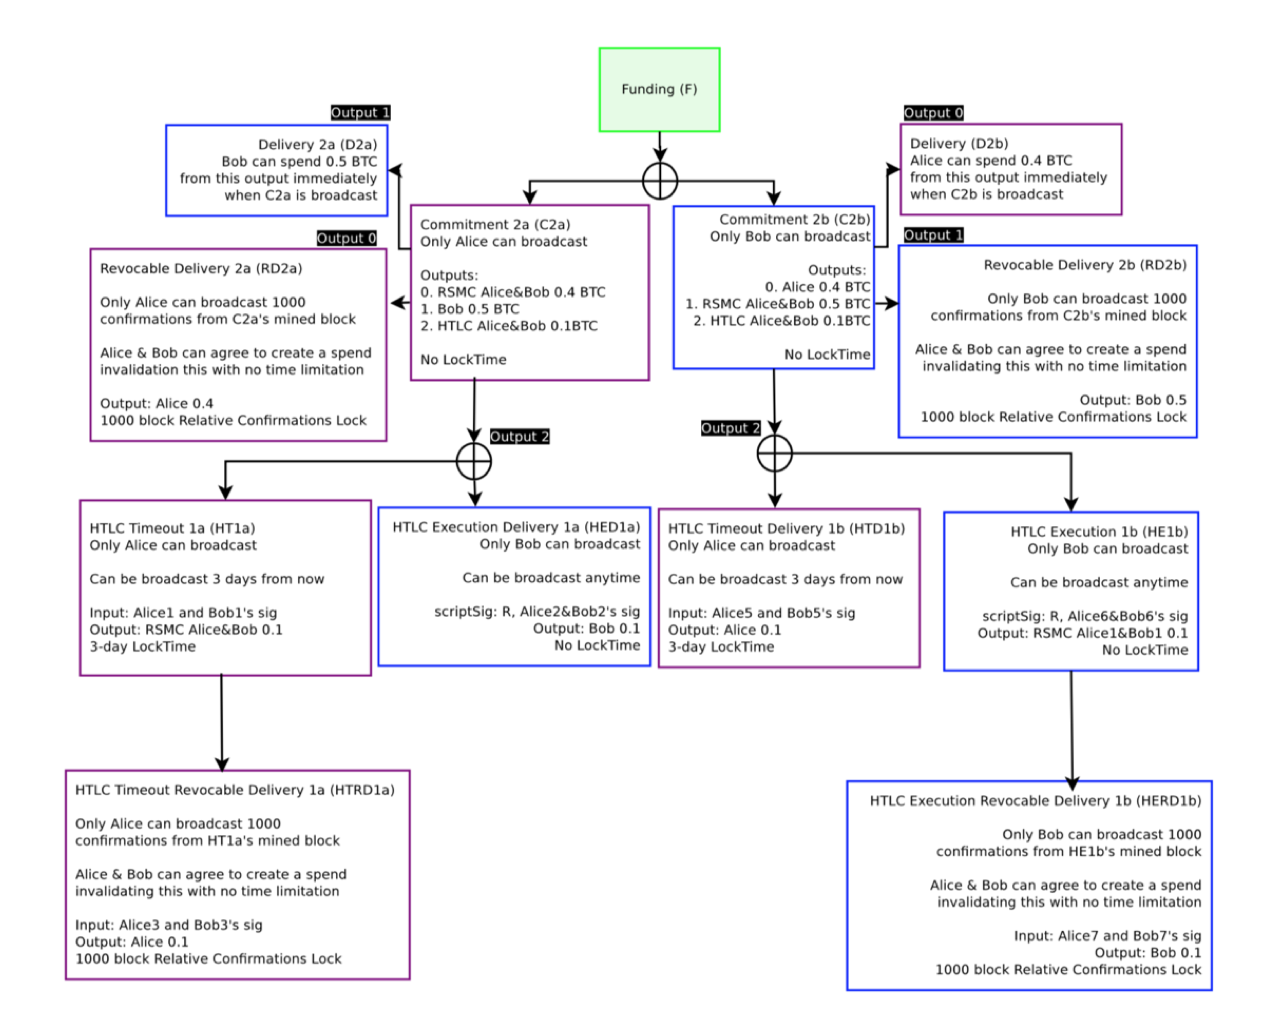 Funding (F)
Output 1
Delivery 2a (D2a)
Bob can spend 0.5 BTC
from this output immediately
when C2a is broadcast
Output 0
Delivery (D2b)
Alice can spend 0.4 BTC
from this output immediately
when C2b is broadcast
Output 0
Revocable Delivery 2a (RD2a)
Only Alice can broadcast 1000
confirmations from C2a's mined block
Alice & Bob can agree to create a spend
invalidation this with no time limitation
Output: Alice 0.4
1000 block Relative Confirmations Lock
Commitment 2a (C2a)
Only Alice can broadcast
Outputs:
0. RSMC Alice&Bob 0.4 BTC
1. Bob 0.5 BTC
2. HTLC Alice&Bob 0.1BTC
No LockTime
Commitment 2b (C2b)
Only Bob can broadcast
Outputs:
0. Alice 0.4 BTC
1. RSMC Alice&Bob 0.5 BTC
2. HTLC Alice&Bob 0.1BTC
No LockTime
Output 1
Revocable Delivery 2b (RD2b)
Only Bob can broadcast 1000
confirmations from C2b's mined block
Alice & Bob can agree to create a spend
invalidating this with no time limitation
Output: Bob 0.5
1000 block Relative Confirmations Lock
Output 2
Output 2
HTLC Timeout 1a (HT1a)
Only Alice can broadcast
Can be broadcast 3 days from now
Input: Alice1 and Bob1's sig
Output: RSMC Alice&Bob 0.1
3-day LockTime
HTLC Execution Delivery 1a (HED1a)
Only Bob can broadcast
Can be broadcast anytime
scriptSig: R, Alice2&Bob2's sig
Output: Bob 0.1
No LockTime
HTLC Timeout Delivery 1b (HTD1b)
Only Alice can broadcast
Can be broadcast 3 days from now
Input: Alice5 and Bob5's sig
Output: Alice 0.1
3-day LockTime
HTLC Execution 1b (HE1b)
Only Bob can broadcast
Can be broadcast anytime
scriptSig: R, Alice6&Bob6's sig
Output: RSMC Alice1&Bob1 0.1
No LockTime
HTLC Timeout Revocable Delivery 1a (HTRD1a)
Only Alice can broadcast 1000
confirmations from HT1a's mined block
Alice & Bob can agree to create a spend
invalidating this with no time limitation
Input: Alice3 and Bob3's sig
Output: Alice 0.1
1000 block Relative Confirmations Lock
HTLC Execution Revocable Delivery 1b (HERD1b)
Only Bob can broadcast 1000
confirmations from HE1b's mined block
Alice & Bob can agree to create a spend
invalidating this with no time limitation
Input: Alice7 and Bob7's sig
Output: Bob 0.1
1000 block Relative Confirmations Lock